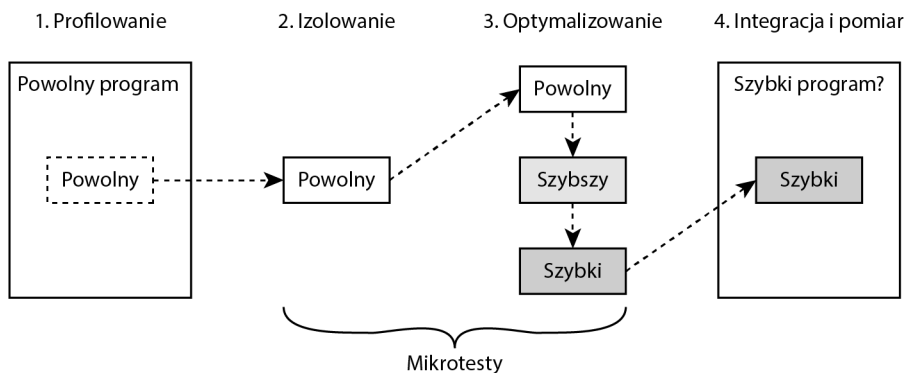 1. Profilowanie
2. Izolowanie
3. Optymalizowanie
4. Integracja i pomiar
Powolny program
Powolny
Powolny
Powolny
Szybszy
Szybki
Szybki program?
Szybki
Mikrotesty